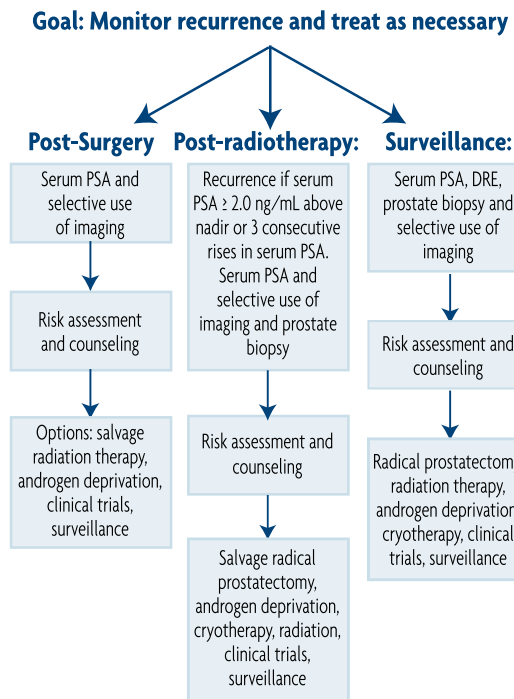 Goal: Monitor recurrence and treat as necessary
Post-Surgery
Serum PSA and
selective use
of imaging
Risk assessment
and counseling
Options: salvage
radiation therapy,
androgen deprivation,
clinical trials,
surveillance
Post-radiotherapy:
Recurrence if serum
PSA ≥ 2.0 ng/mL above
nadir or 3 consecutive
rises in serum PSA.
Serum PSA and
selective use of
imaging and prostate
biopsy
Risk assessment and
counseling
Salvage radical
prostatectomy,
androgen deprivation,
cryotherapy, radiation,
clinical trials,
surveillance
Surveillance:
Serum PSA, DRE,
prostate biopsy and
selective use of
imaging
Risk assessment and
counseling
Radical prostatectom
radiation therapy,
androgen deprivation
cryotherapy, clinical
trials, surveillance